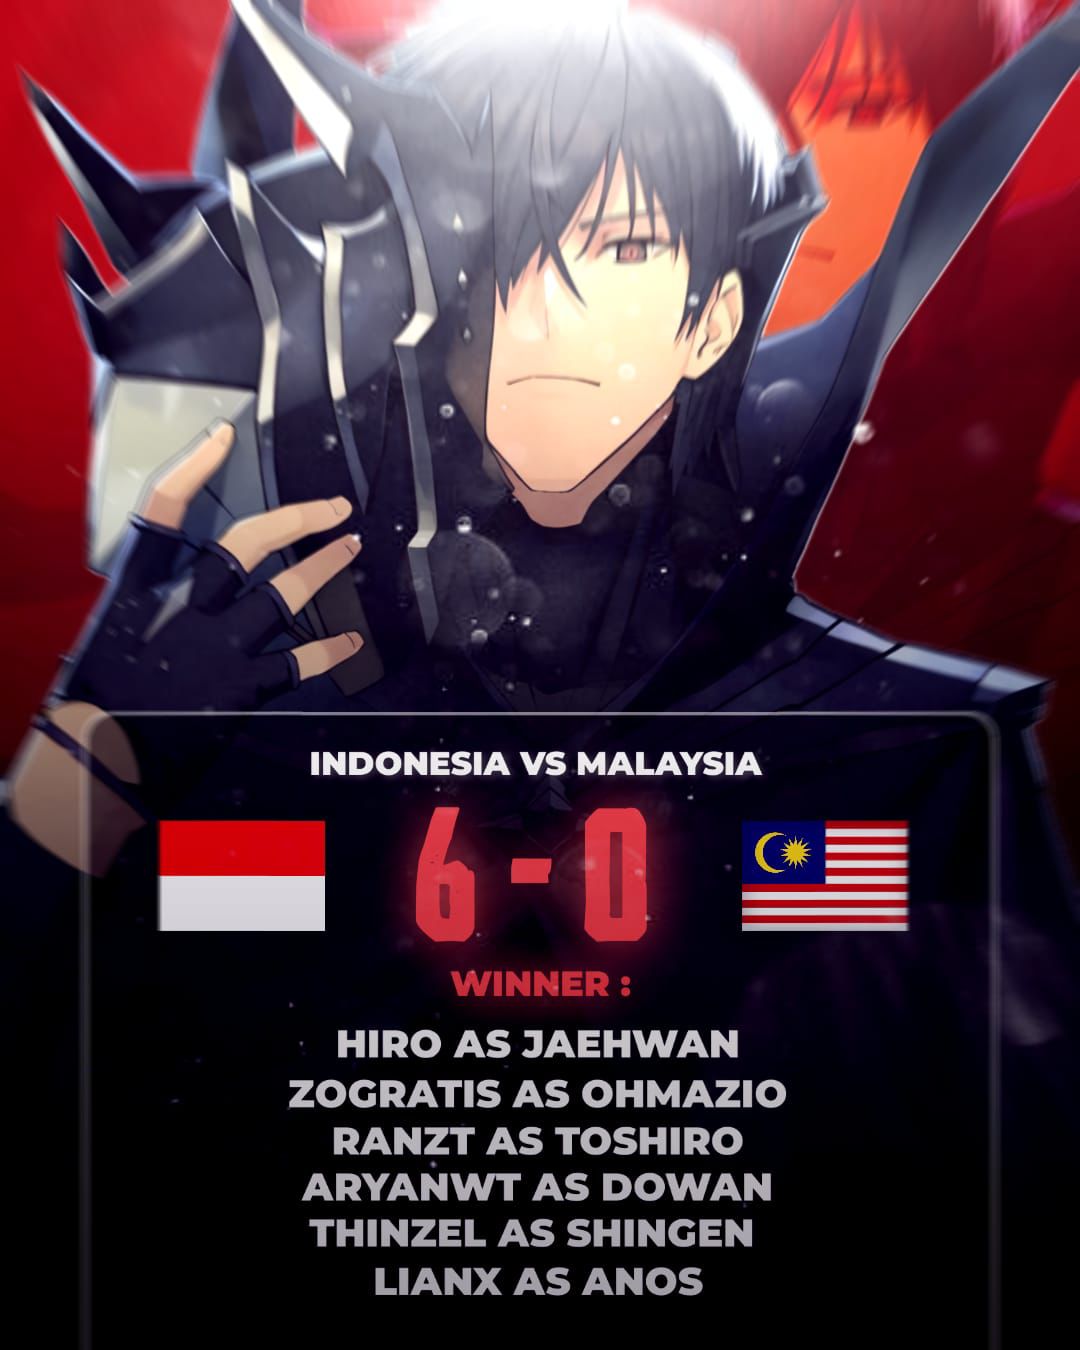 INDONESIA VS MALAYSIA
6 - 0
WINNER :
HIRO AS JAEHWAN
ZOGRATIS AS OHMAZIO
RANZT AS TOSHIRO
ARYANWT AS DOWAN
THINZEL AS SHINGEN
LIANX AS ANOS